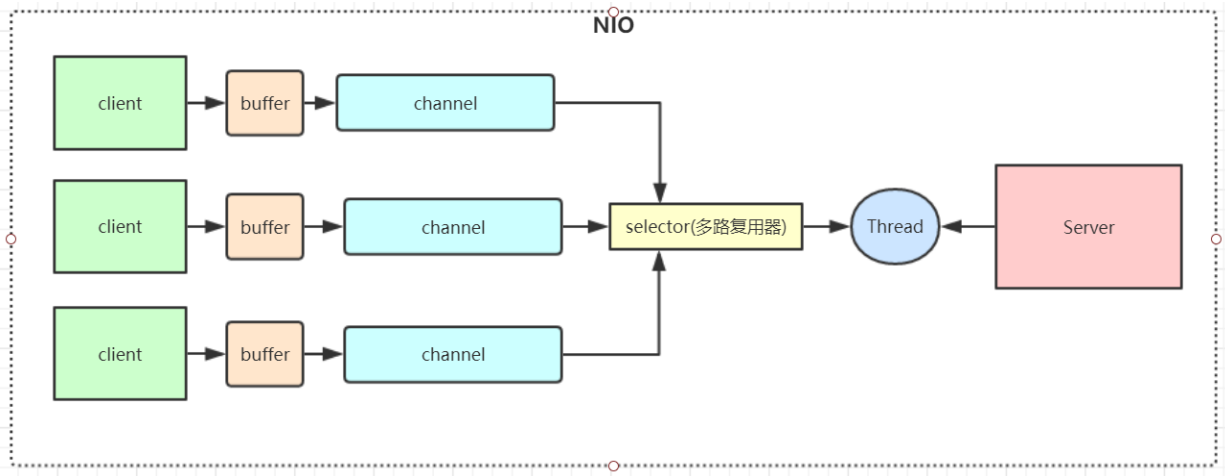 NIO
client
buffer
channel
client
buffer
channel
selector(多路复用器)
Thread
Server
client
buffer
channel